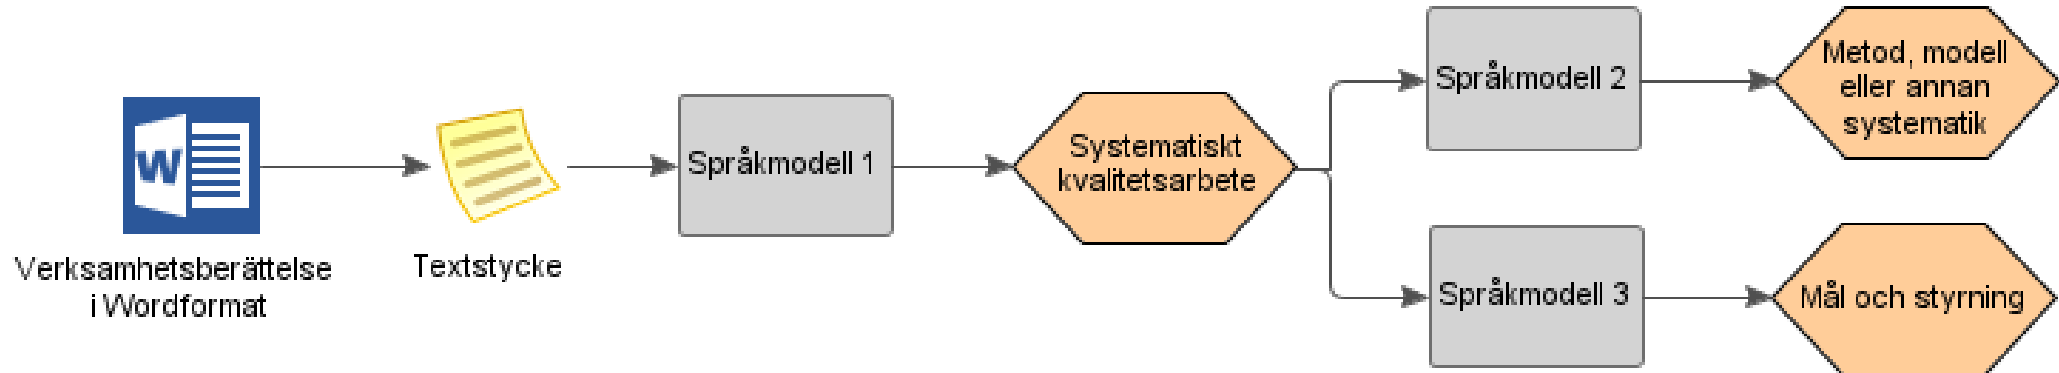 W
Verksamhetsberättelse
i Wordformat
Textstycke
Språkmodell 1
Systematiskt
kvalitetsarbete
Språkmodell 2
Metod, modell
eller annan
systematik
Språkmodell 3
Mål och styrning